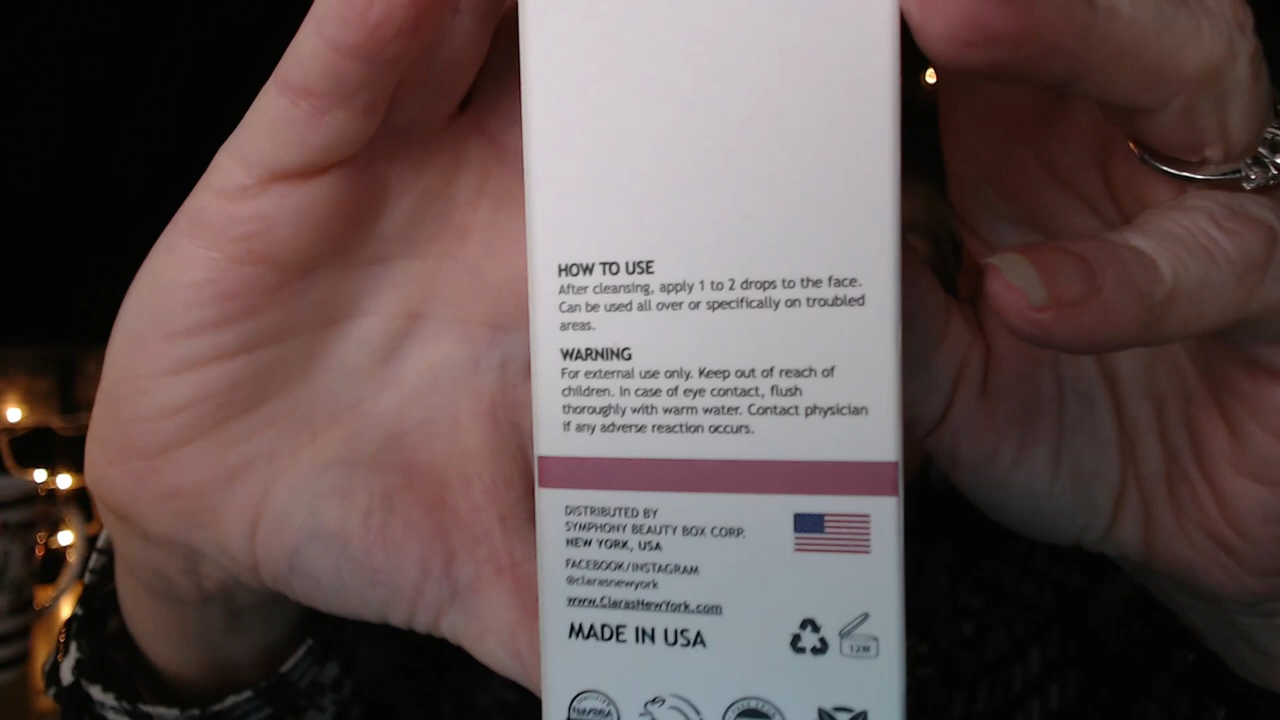 HOW TO USE
After cleansing, apply 1 to 2 drops to the face.
Can be used all over or specifically on troubled
areas.
WARNING
For external use only. Keep out of reach of
children. In case of eye contact, flush
thoroughly with warm water. Contact physician
if any adverse reaction occurs.
DISTRIBUTED BY
SYMPHONY BEAUTY BOX CORP.
NEW YORK, USA
FACEBOOK/INSTAGRAM
@clarasnewyork
www.ClarasNewYork.com
MADE IN USA
12M